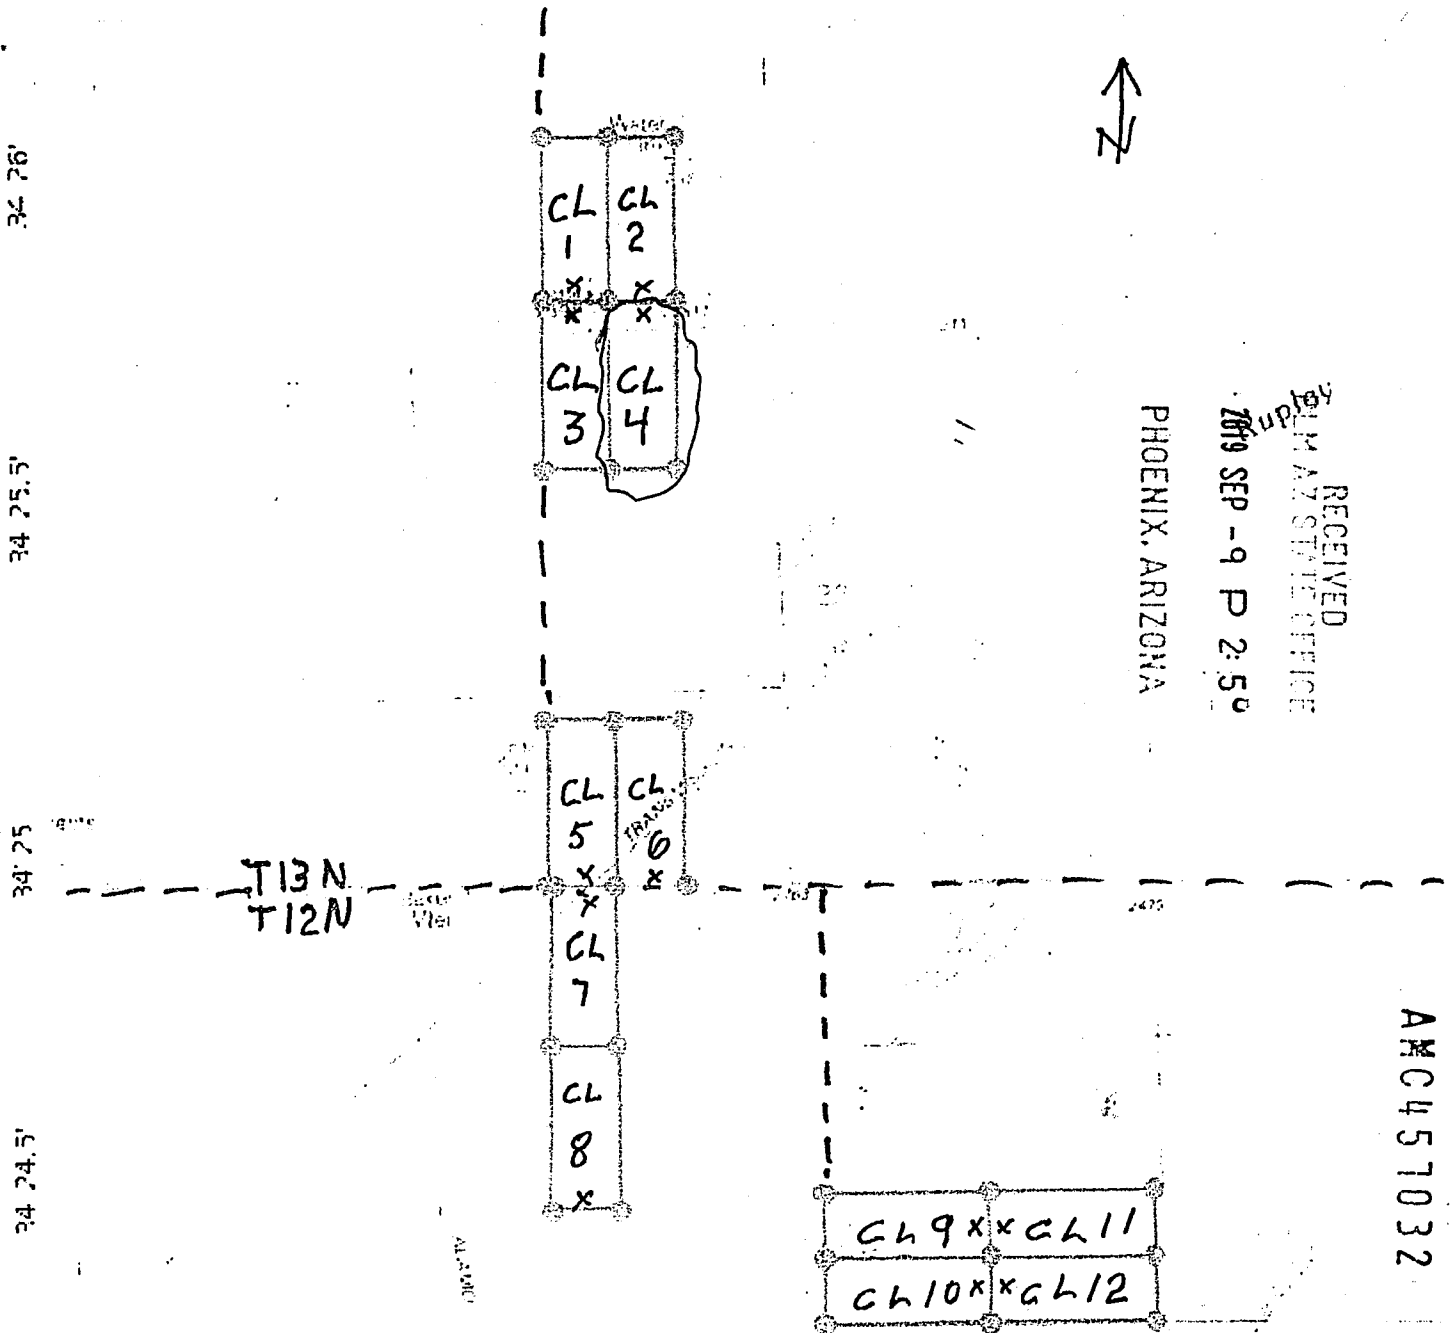 N
34 26'
CL
1
CL
2
x
x
x
x
CL
3
CL
4
34 25.5'
RECEIVED
BLM AZ STATE OFFICE
2019 SEP -9 P 2:50
PHOENIX, ARIZONA
34 25
CL
5
x
CL
6
x
TRANS
T13N
T12N
x
CL
7
2475
AMC457032
34 24.5'
CL
8
x
CL 9 x x CL 11
CL 10 x x CL 12